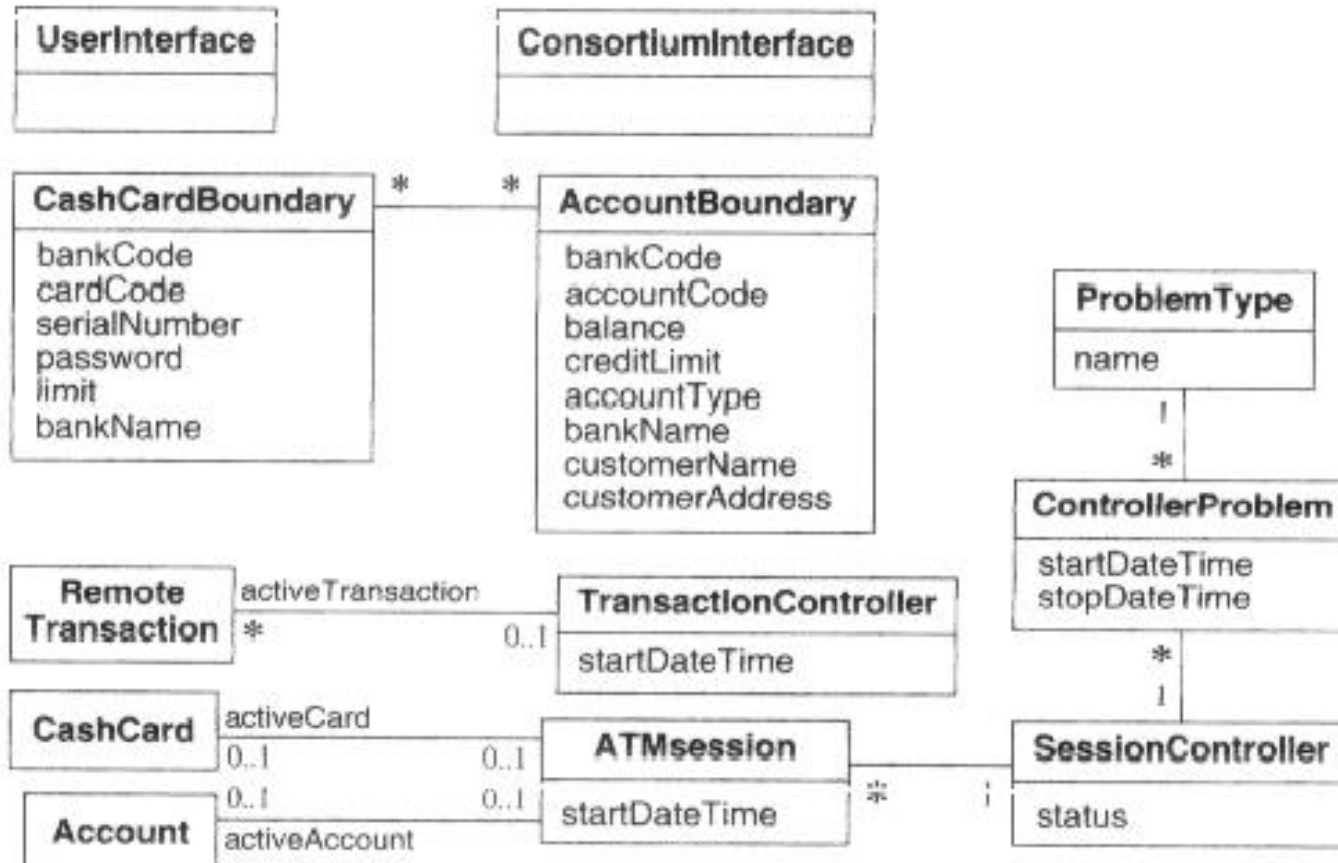 UserInterface
ConsortiumInterface
CashCardBoundary
*
*
AccountBoundary
bankCode
cardCode
serialNumber
password
limit
bankName
bankCode
accountCode
balance
creditLimit
accountType
bankName
customerName
customerAddress
ProblemType
name
1
*
ControllerProblem
startDateTime
stopDateTime
*
1
Remote
Transaction
activeTransaction
*
0..1
TransactionController
startDateTime
CashCard
activeCard
0..1
0..1
ATMsession
startDateTime
*
1
SessionController
status
Account
0..1
0..1
activeAccount